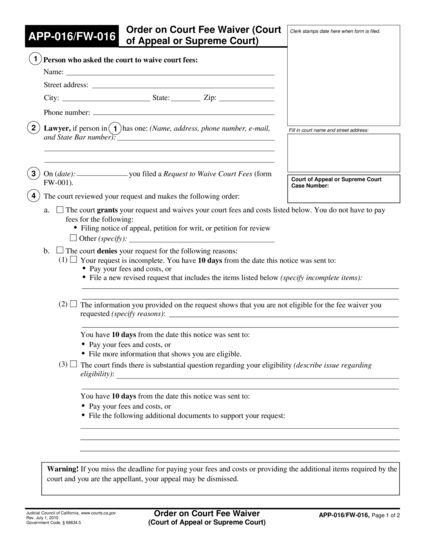 APP-016/FW-016
Order on Court Fee Waiver (Court
of Appeal or Supreme Court)
Clerk stamps date here when form is filed.
1 Person who asked the court to waive court fees:
Name:
Street address:
City: State: Zip:
Phone number:
2 Lawyer, if person in 1 has one: (Name, address, phone number, e-mail,
and State Bar number):
Fill in court name and street address:
3 On (date): you filed a Request to Waive Court Fees (form
FW-001).
Court of Appeal or Supreme Court
Case Number:
4 The court reviewed your request and makes the following order:
a. The court grants your request and waives your court fees and costs listed below. You do not have to pay
fees for the following:
• Filing notice of appeal, petition for writ, or petition for review
Other (specify):
b. The court denies your request for the following reasons:
(1) Your request is incomplete. You have 10 days from the date this notice was sent to:
• Pay your fees and costs, or
• File a new revised request that includes the items listed below (specify incomplete items):
(2) The information you provided on the request shows that you are not eligible for the fee waiver you
requested (specify reasons):
You have 10 days from the date this notice was sent to:
• Pay your fees and costs, or
• File more information that shows you are eligible.
(3) The court finds there is substantial question regarding your eligibility (describe issue regarding
eligibility):
You have 10 days from the date this notice was sent to:
• Pay your fees and costs, or
• File the following additional documents to support your request:
Warning! If you miss the deadline for paying your fees and costs or providing the additional items required by the
court and you are the appellant, your appeal may be dismissed.
Judicial Council of California, www.courts.ca.gov
Rev. July 1, 2010
Government Code, § 68634.5
Order on Court Fee Waiver
(Court of Appeal or Supreme Court)
APP-016/FW-016, Page 1 of 2